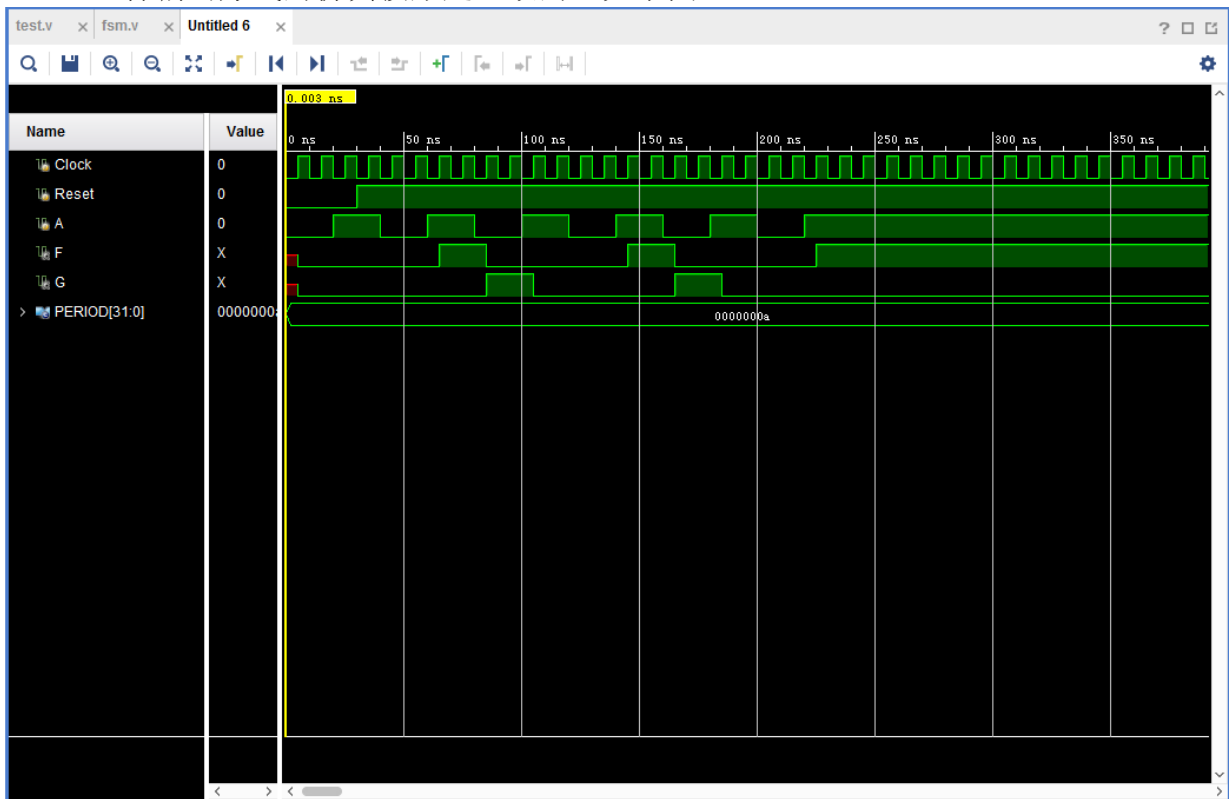 test.v × fsm.v × Untitled 6 ×
0.003 ns
Name Value
0 ns 50 ns 100 ns 150 ns 200 ns 250 ns 300 ns 350 ns
Clock 0
Reset 0
A 0
F X
G X
PERIOD[31:0] 0000000a 0000000a